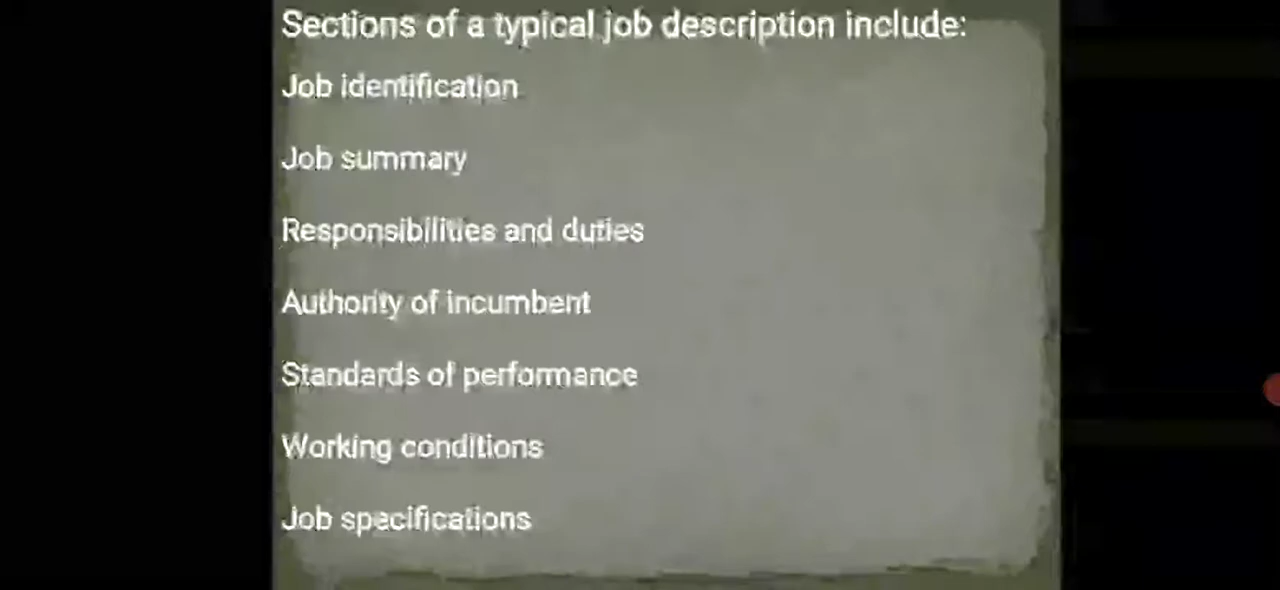 Sections of a typical job description include:
Job identification
Job summary
Responsibilities and duties
Authority of incumbent
Standards of performance
Working conditions
Job specifications